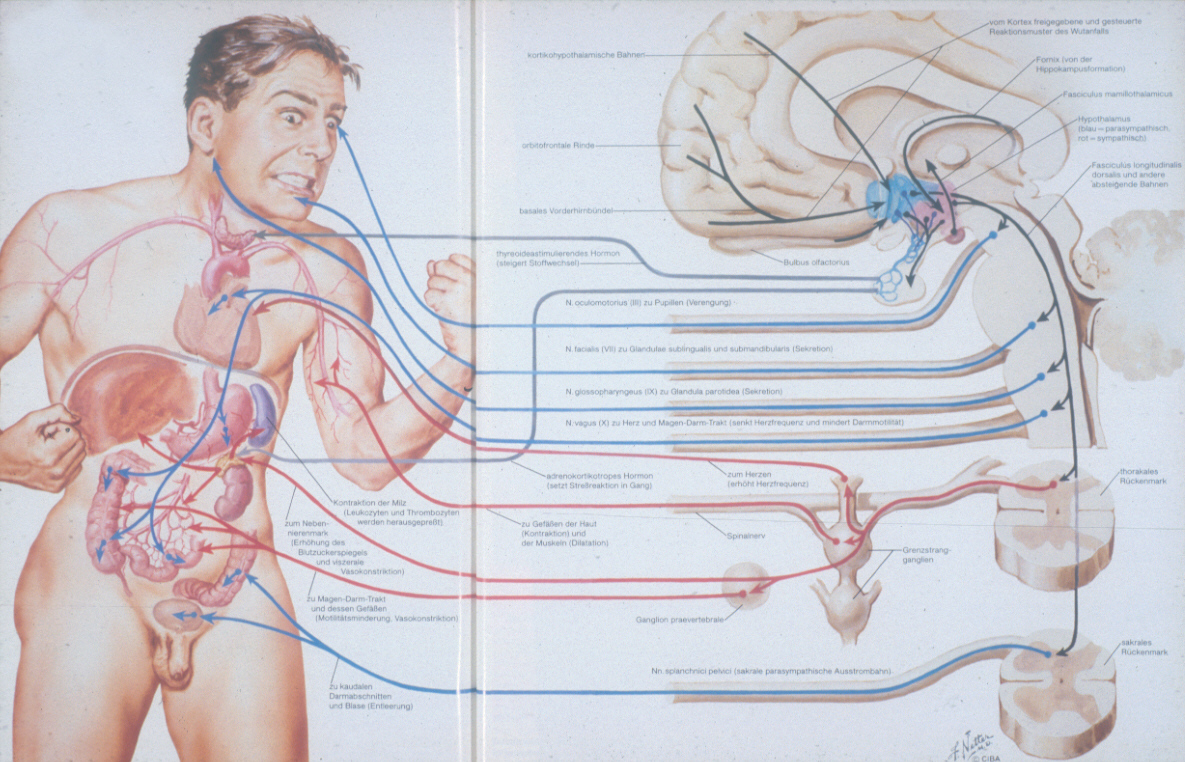 vom Kortex freigegebene und gesteuerte
Reaktionsmuster des Wutanfalls
kortikohypothalamische Bahnen
Fornix (von der
Hippokampusformation)
Fasciculus mamillothalamicus
Hypothalamus
(blau = parasympathisch,
rot = sympathisch)
orbitofrontale Rinde
Fasciculus longitudinalis
dorsalis und andere
absteigende Bahnen
basales Vorderhirnbündel
thyreoideastimulierendes Hormon
(steigert Stoffwechsel)
Bulbus olfactorius
N. oculomotorius (III) zu Pupillen (Verengung)
N. facialis (VII) zu Glandulae sublingualis und submandibularis (Sekretion)
N. glossopharyngeus (IX) zu Glandula parotidea (Sekretion)
N. vagus (X) zu Herz und Magen-Darm-Trakt (senkt Herzfrequenz und mindert Darmmotilität)
adrenokortikotropes Hormon
(setzt Streßreaktion in Gang)
zum Herzen
(erhöht Herzfrequenz)
thorakales
Rückenmark
Kontraktion der Milz
(Leukozyten und Thrombozyten
werden herausgepreßt)
zum Neben-
nierenmark
(Erhöhung des
Blutzuckerspiegels
und viszerale
Vasokonstriktion)
zu Gefäßen der Haut
(Kontraktion) und
der Muskeln (Dilatation)
Spinalnerv
Grenzstrang-
ganglien
zu Magen-Darm-Trakt
und dessen Gefäßen
(Motilitätsminderung, Vasokonstriktion)
Ganglion praevertebrale
sakrales
Rückenmark
Nn. splanchnici pelvici (sakrale parasympathische Ausstrombahn)
zu kaudalen
Darmabschnitten
und Blase (Entleerung)
F. Netter
M.D.
© CIBA